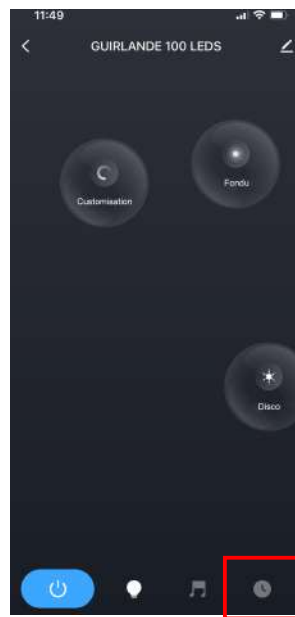 11:49
GUIRLANDE 100 LEDS
Fondu
Customisation
Disco